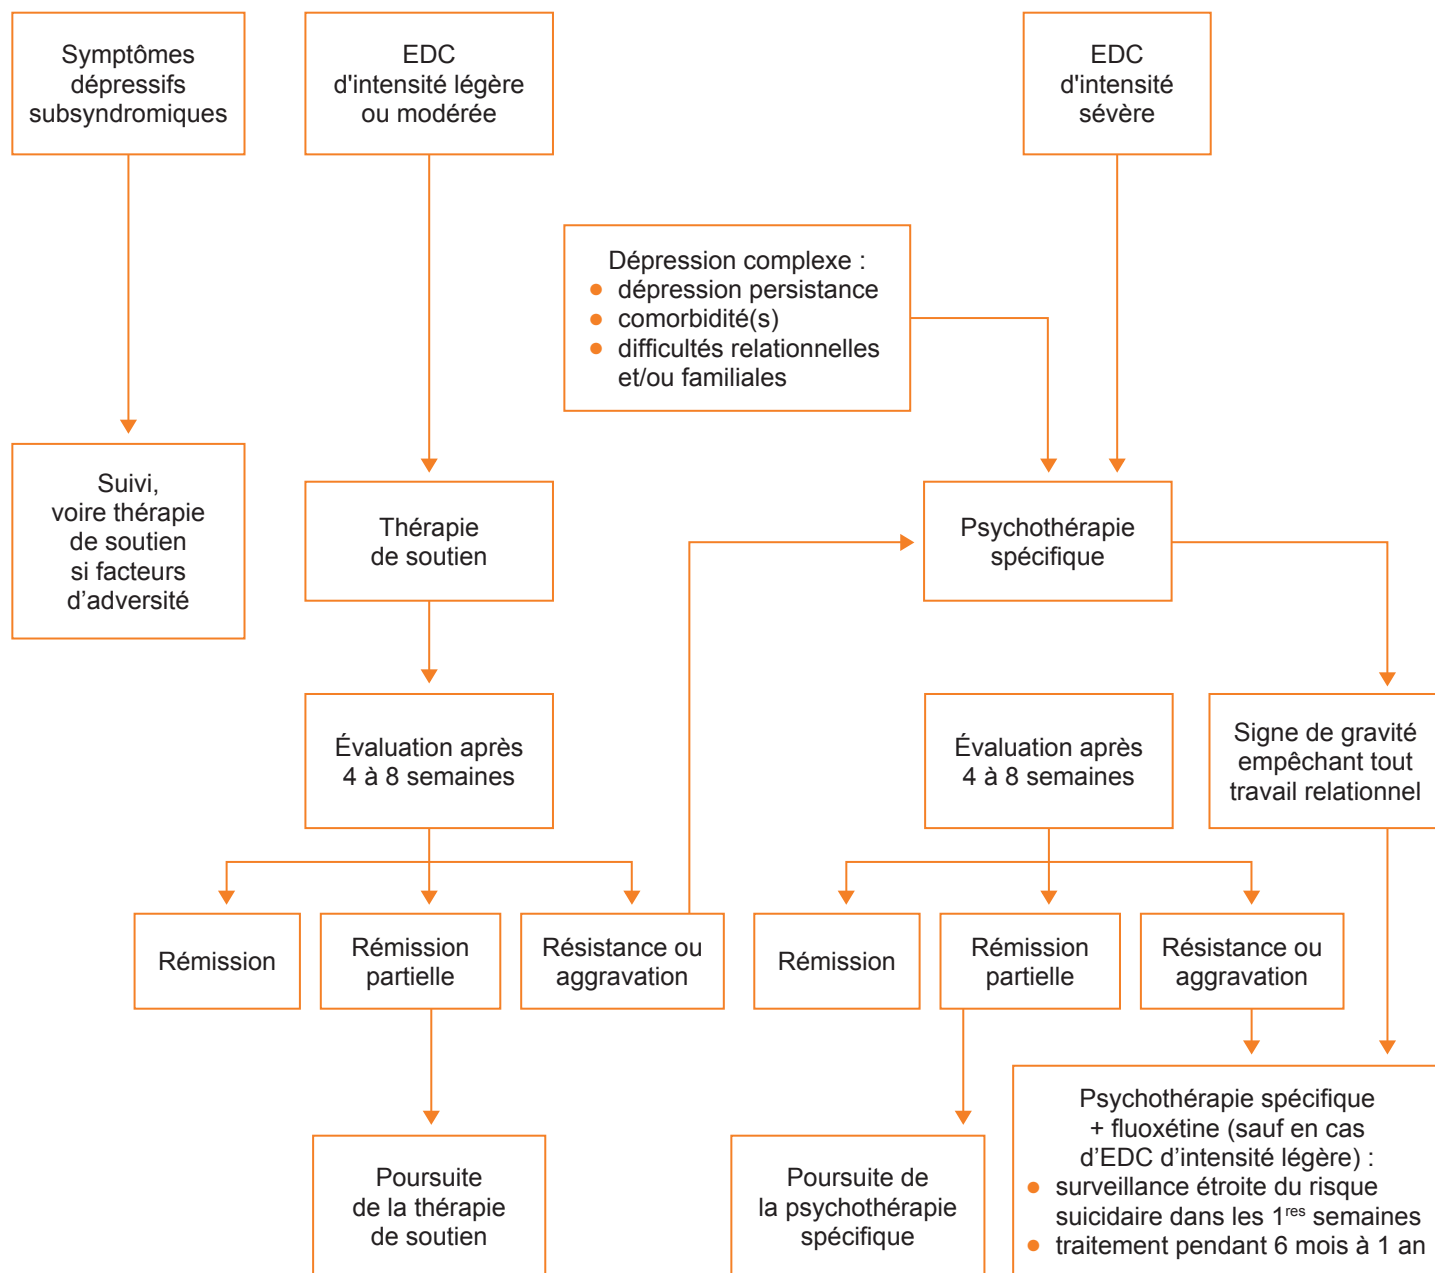 Symptômes
dépressifs
subsyndromiques
EDC
d'intensité légère
ou modérée
EDC
d'intensité
sévère
Dépression complexe :
● dépression persistance
● comorbidité(s)
● difficultés relationnelles
et/ou familiales
Suivi,
voire thérapie
de soutien
si facteurs
d’adversité
Thérapie
de soutien
Psychothérapie
spécifique
Évaluation après
4 à 8 semaines
Évaluation après
4 à 8 semaines
Signe de gravité
empêchant tout
travail relationnel
Rémission
Rémission
partielle
Résistance ou
aggravation
Rémission
Rémission
partielle
Résistance ou
aggravation
Poursuite
de la thérapie
de soutien
Poursuite de
la psychothérapie
spécifique
Psychothérapie spécifique
+ fluoxétine (sauf en cas
d’EDC d’intensité légère) :
● surveillance étroite du risque
suicidaire dans les 1res semaines
● traitement pendant 6 mois à 1 an